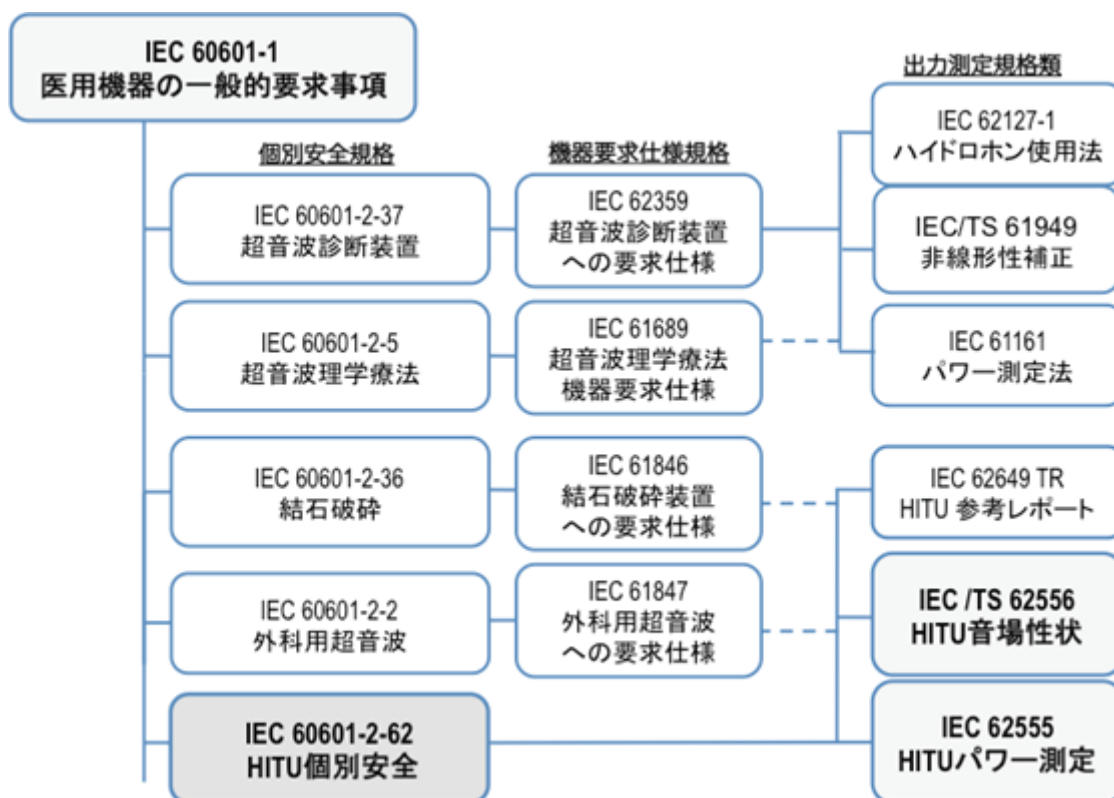 IEC 60601-1
医用機器の一般的要求事項
個別安全規格
機器要求仕様規格
出力測定規格類
IEC 60601-2-37
超音波診断装置
IEC 62359
超音波診断装置
への要求仕様
IEC 62127-1
ハイドロホン使用法
IEC/TS 61949
非線形性補正
IEC 60601-2-5
超音波理学療法
IEC 61689
超音波理学療法
機器要求仕様
IEC 61161
パワー測定法
IEC 60601-2-36
結石破砕
IEC 61846
結石破砕装置
への要求仕様
IEC 62649 TR
HITU 参考レポート
IEC 60601-2-2
外科用超音波
IEC 61847
外科用超音波
への要求仕様
IEC /TS 62556
HITU音場性状
IEC 60601-2-62
HITU個別安全
IEC 62555
HITUパワー測定